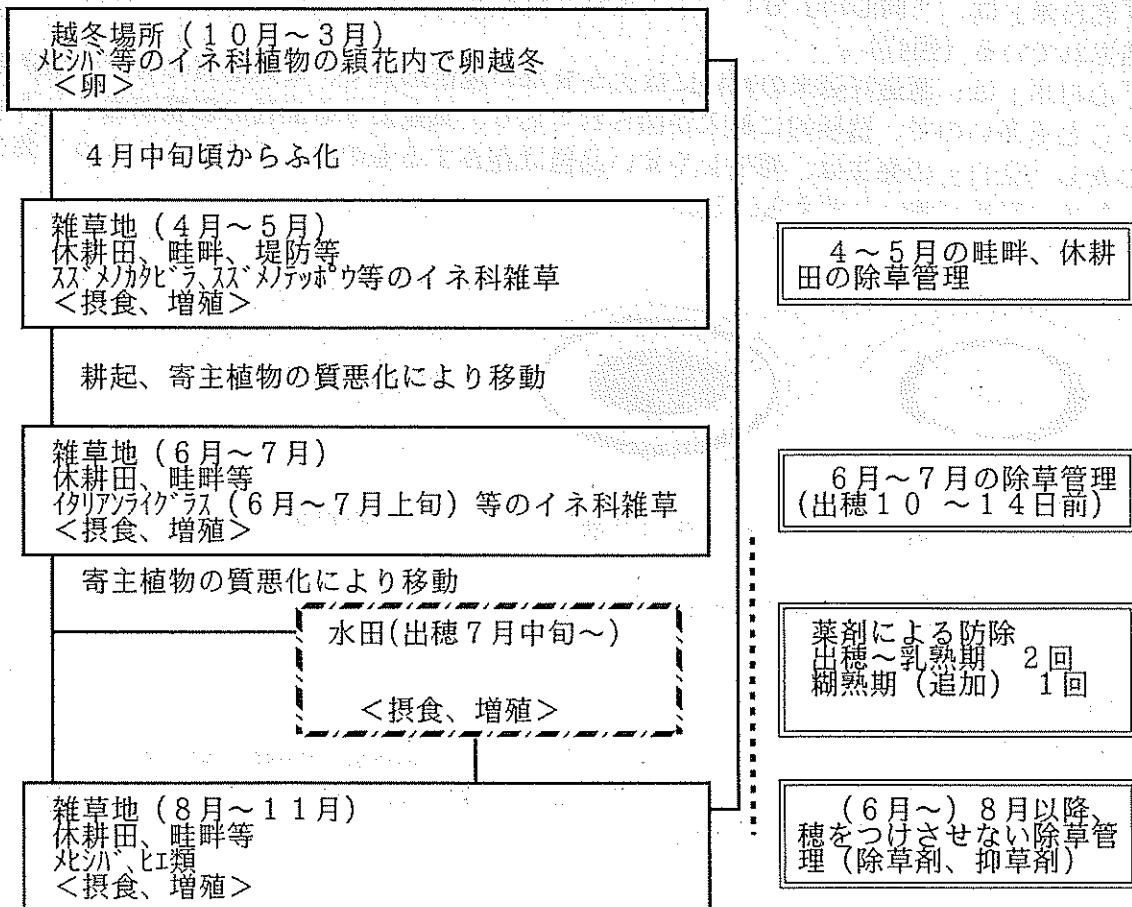 越冬場所（１０月～３月）
ﾒﾋｼﾊﾞ等のイネ科植物の穎花内で卵越冬
＜卵＞
４月中旬頃からふ化
雑草地（４月～５月）
休耕田、畦畔、堤防等
ｽｽﾞﾒﾉｶﾀﾋﾞﾗ､ｽｽﾞﾒﾉﾃｯﾎﾟｳ等のイネ科雑草
＜摂食、増殖＞
４～５月の畦畔、休耕
田の除草管理
耕起、寄主植物の質悪化により移動
雑草地（６月～７月）
休耕田、畦畔等
ｲﾀﾘｱﾝﾗｲｸﾞﾗｽ（６月～７月上旬）等のイネ科雑草
＜摂食、増殖＞
６月～７月の除草管理
(出穂１０ ～１４日前)
寄主植物の質悪化により移動
水田(出穂７月中旬～)
＜摂食、増殖＞
薬剤による防除
出穂～乳熟期　２回
糊熟期（追加）　１回
雑草地（８月～１１月）
休耕田、畦畔等
ﾒﾋｼﾊﾞ､ﾋｴ類
＜摂食、増殖＞
（６月～）８月以降、
穂をつけさせない除草管
理（除草剤、抑草剤）